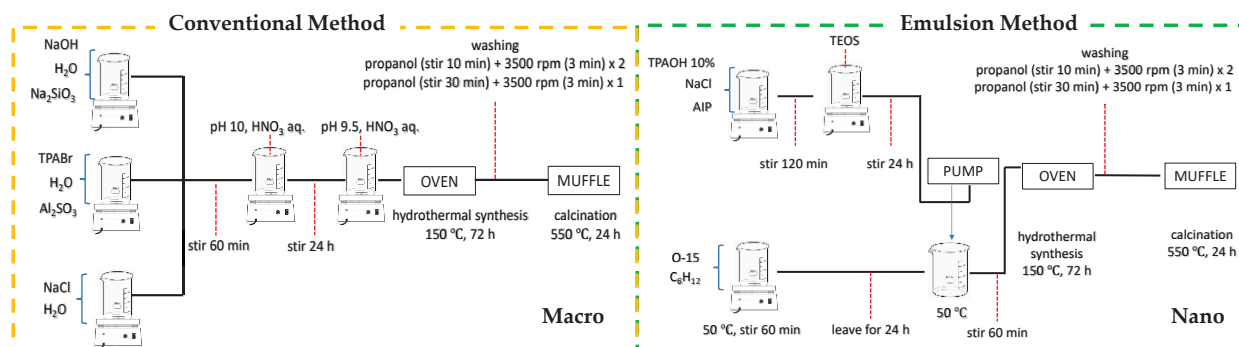 Conventional Method
NaOH
H₂O
Na₂SiO₃
TPABr
H₂O
Al₂SO₃
NaCl
H₂O
stir 60 min
pH 10, HNO₃ aq.
stir 24 h
pH 9.5, HNO₃ aq.
OVEN
hydrothermal synthesis
150 ℃, 72 h
washing
propanol (stir 10 min) + 3500 rpm (3 min) x 2
propanol (stir 30 min) + 3500 rpm (3 min) x 1
MUFFLE
calcination
550 ℃, 24 h
Macro
Emulsion Method
TPAOH 10%
NaCl
AIP
stir 120 min
TEOS
stir 24 h
PUMP
O-15
C₆H₁₂
50 ℃, stir 60 min
leave for 24 h
50 ℃
stir 60 min
OVEN
hydrothermal
synthesis
150 ℃, 72 h
washing
propanol (stir 10 min) + 3500 rpm (3 min) x 2
propanol (stir 30 min) + 3500 rpm (3 min) x 1
MUFFLE
calcination
550 ℃, 24 h
Nano